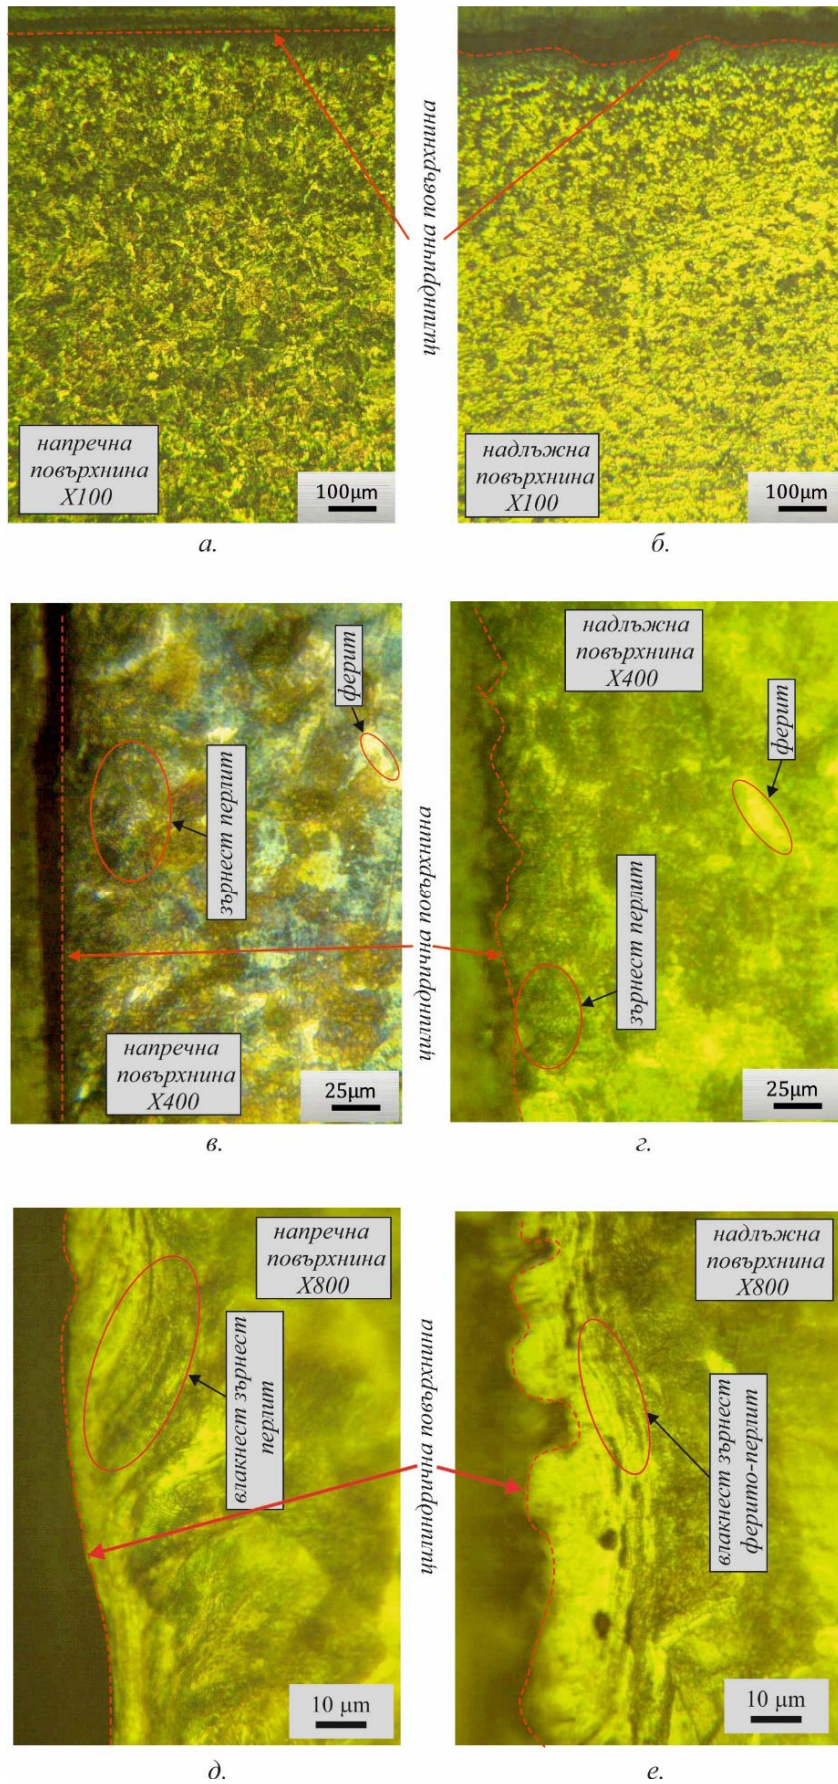 цилиндрична повърхнина
напречна
повърхнина
X100
100μm
надлъжна
повърхнина
X100
100μm
а.
б.
ферит
зърнест перлит
напречна
повърхнина
X400
25μm
цилиндрична повърхнина
надлъжна
повърхнина
X400
ферит
зърнест перлит
25μm
в.
г.
напречна
повърхнина
X800
влакнест зърнест
перлит
10 μm
цилиндрична повърхнина
надлъжна
повърхнина
X800
влакнест зърнест
ферито-перлит
10 μm
д.
е.